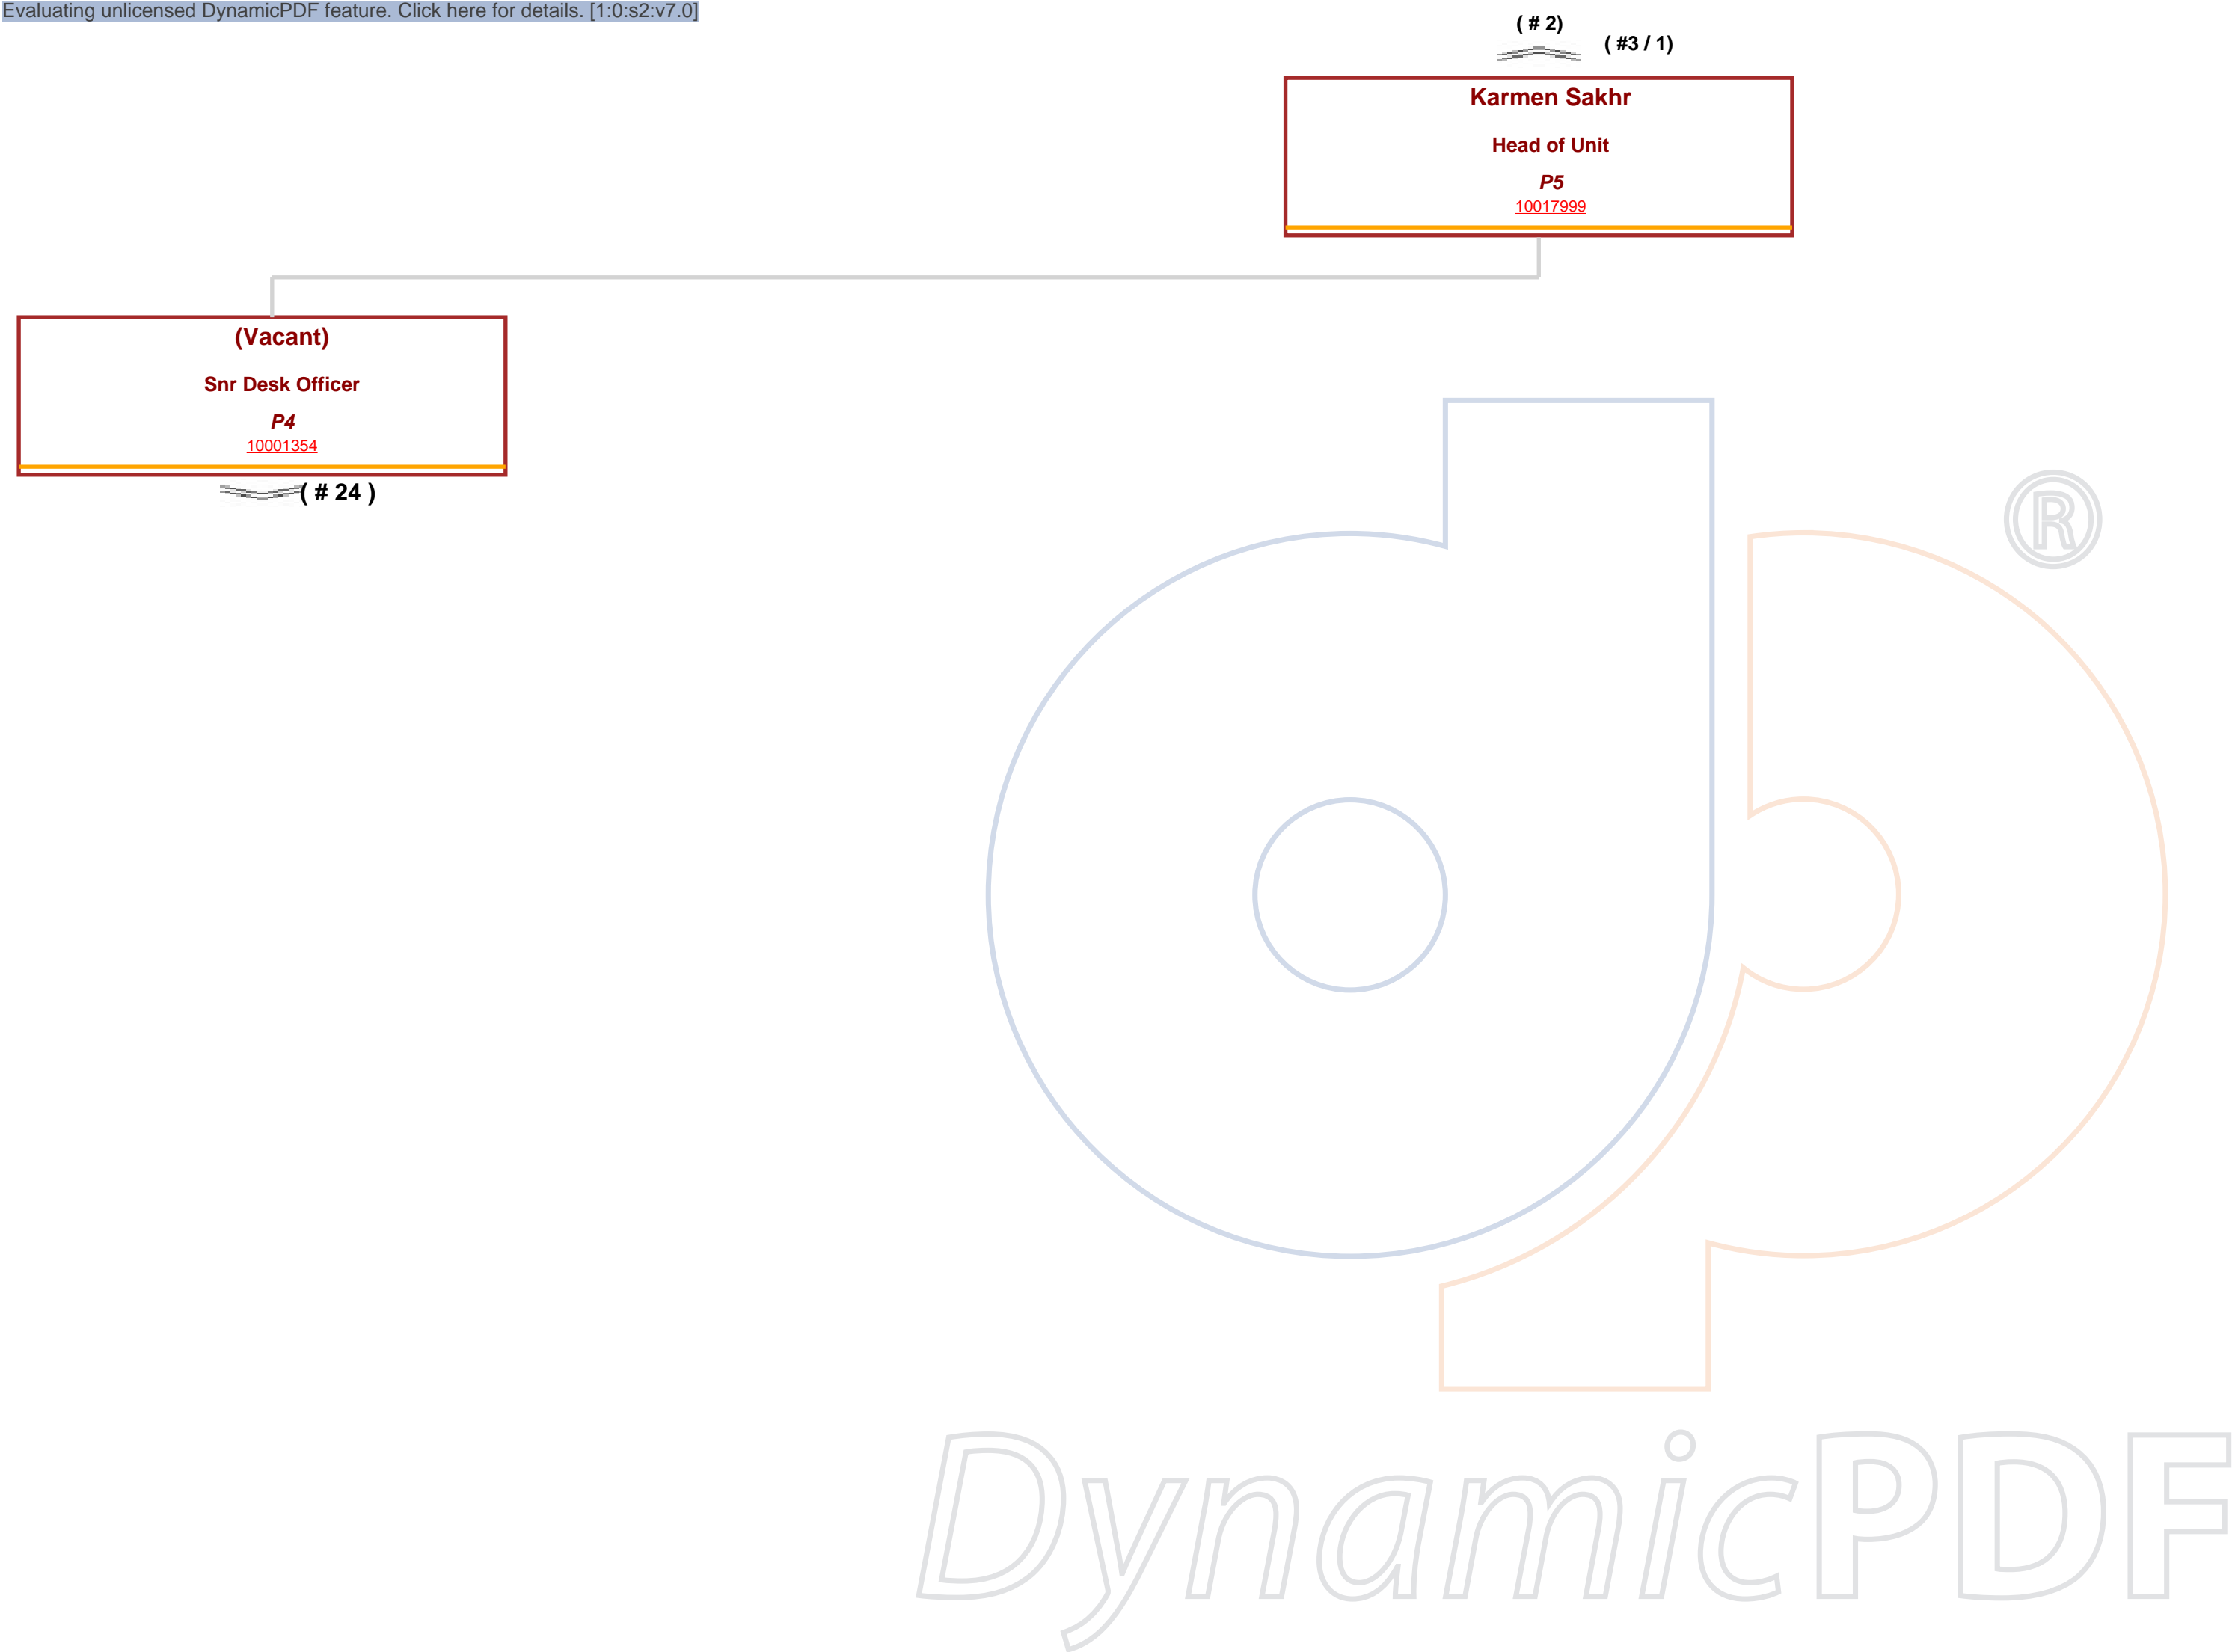 Evaluating unlicensed DynamicPDF feature. Click here for details. [1:0:s2:v7.0]
( # 2)
( #3 / 1)
Karmen Sakhr
Head of Unit
P5
10017999
(Vacant)
Snr Desk Officer
P4
10001354
( # 24 )
®
DynamicPDF